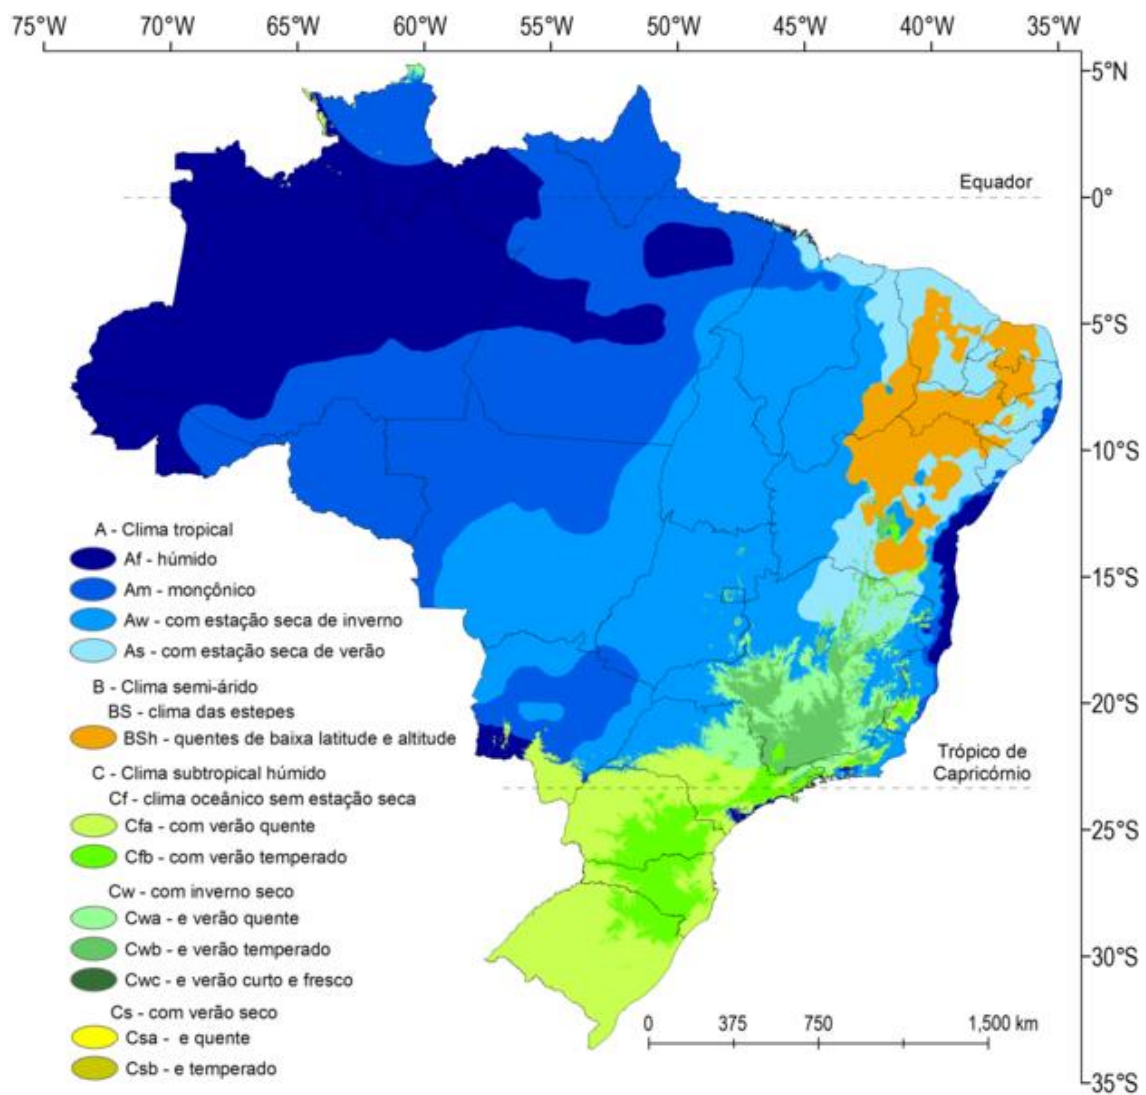 75°W 70°W 65°W 60°W 55°W 50°W 45°W 40°W 35°W
5°N
Equador
0°
5°S
10°S
15°S
20°S
Trópico de
Capricórnio
25°S
30°S
35°S
A - Clima tropical
Af - húmido
Am - monçônico
Aw - com estação seca de inverno
As - com estação seca de verão
B - Clima semi-árido
BS - clima das estepes
BSh - quentes de baixa latitude e altitude
C - Clima subtropical húmido
Cf - clima oceânico sem estação seca
Cfa - com verão quente
Cfb - com verão temperado
Cw - com inverno seco
Cwa - e verão quente
Cwb - e verão temperado
Cwc - e verão curto e fresco
Cs - com verão seco
Csa - e quente
Csb - e temperado
0 375 750 1,500 km